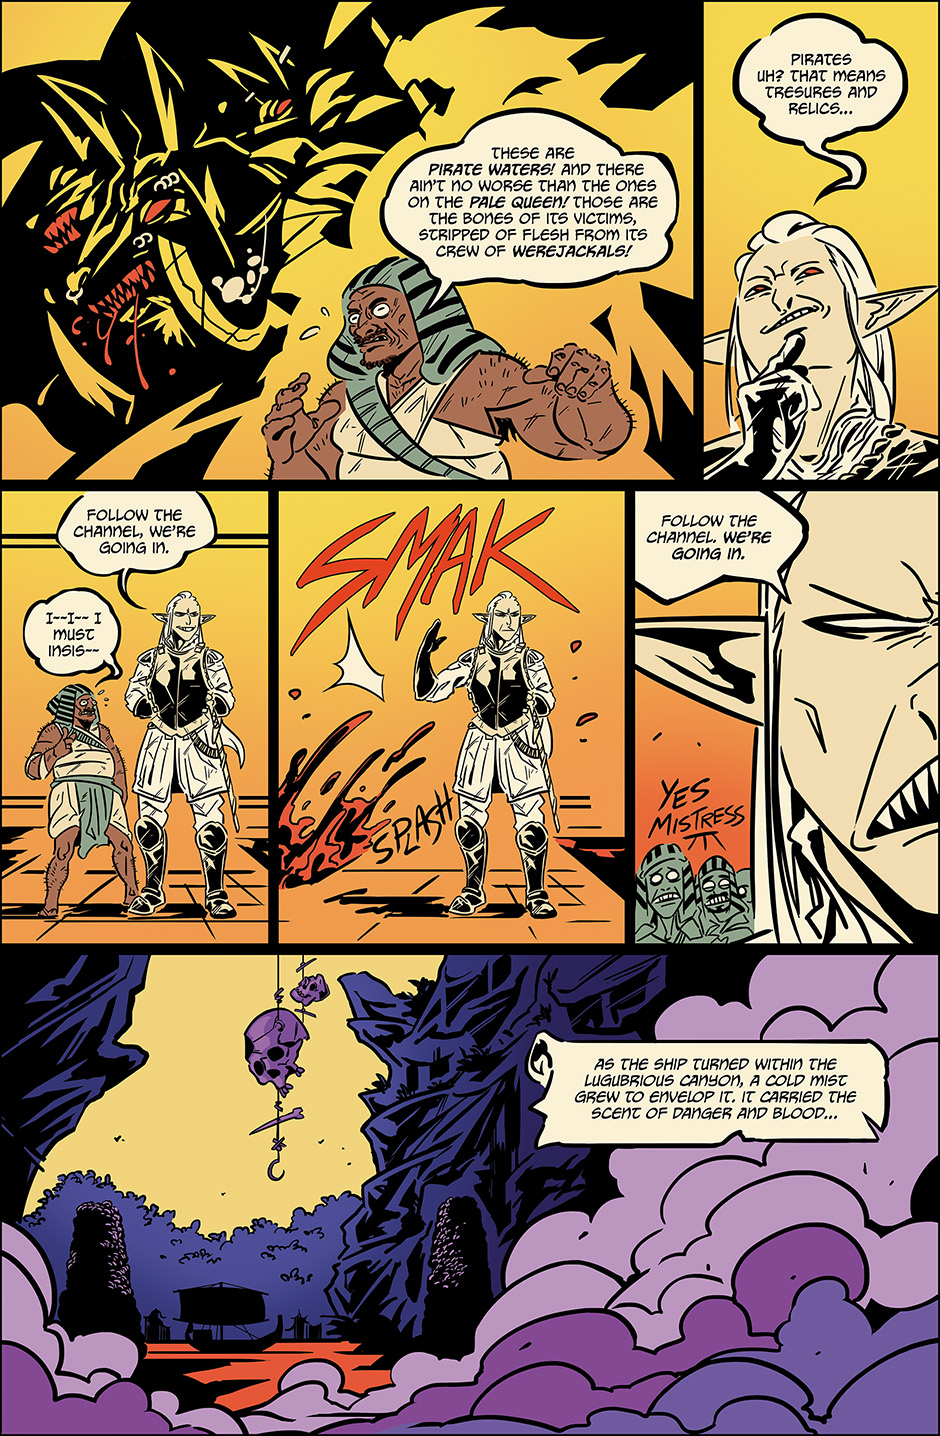 THESE ARE
PIRATE WATERS! AND THERE
AIN'T NO WORSE THAN THE ONES
ON THE PALE QUEEN! THOSE ARE
THE BONES OF ITS VICTIMS,
STRIPPED OF FLESH FROM ITS
CREW OF WEREJACKALS!
PIRATES
UH? THAT MEANS
TRESURES AND
RELICS...
FOLLOW THE
CHANNEL, WE'RE
GOING IN.
I--I-- I
MUST
INSIS--
SMAK
SPLASH
FOLLOW THE
CHANNEL. WE'RE
GOING IN.
YES
MISTRESS
AS THE SHIP TURNED WITHIN THE
LUGUBRIOUS CANYON, A COLD MIST
GREW TO ENVELOP IT. IT CARRIED THE
SCENT OF DANGER AND BLOOD...